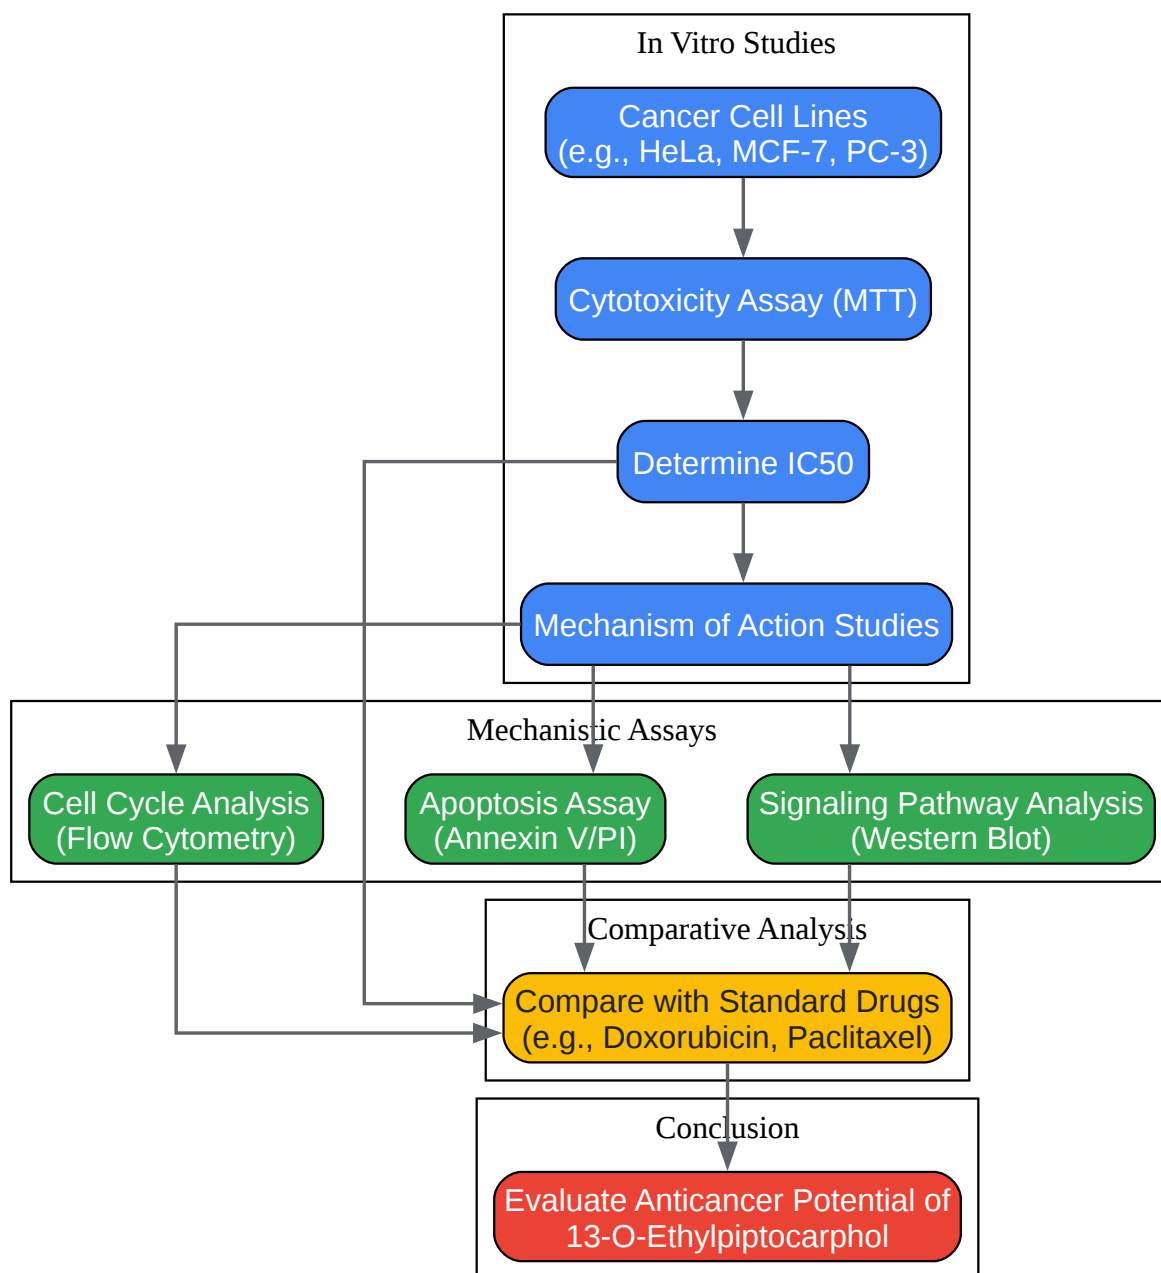 In Vitro Studies
Cancer Cell Lines
(e.g., HeLa, MCF-7, PC-3)
Cytotoxicity Assay (MTT)
Determine IC50
Mechanism of Action Studies
Mechanistic Assays
Cell Cycle Analysis
(Flow Cytometry)
Apoptosis Assay
(Annexin V/PI)
Signaling Pathway Analysis
(Western Blot)
Comparative Analysis
Compare with Standard Drugs
(e.g., Doxorubicin, Paclitaxel)
Conclusion
Evaluate Anticancer Potential of
13-O-Ethylpiptocarphol